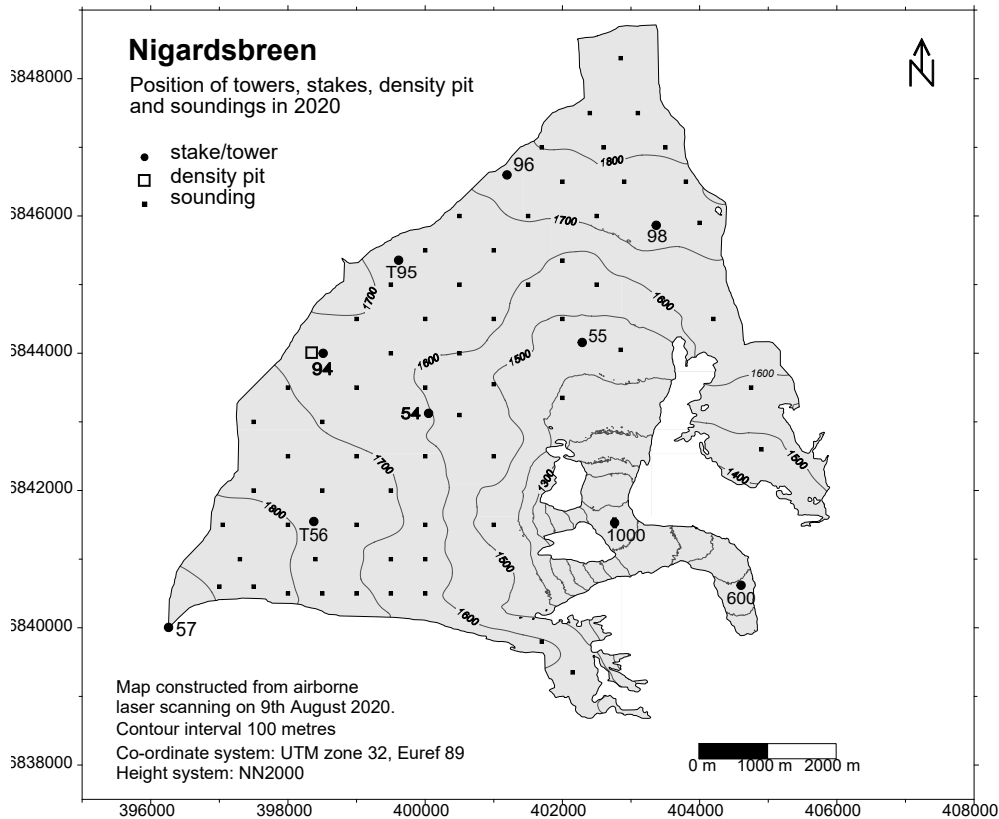 Nigardsbreen
Position of towers, stakes, density pit
and soundings in 2020
stake/tower
density pit
sounding
N
6848000
6846000
6844000
6842000
6840000
6838000
396000 398000 400000 402000 404000 406000 408000
96
1800
1700
98
T95
1700
1600
55
1600
1500
94
54
1600
1700
1300
1500
1400
1800
T56
1000
1500
600
1600
57
Map constructed from airborne
laser scanning on 9th August 2020.
Contour interval 100 metres
Co-ordinate system: UTM zone 32, Euref 89
Height system: NN2000
0 m 1000 m 2000 m